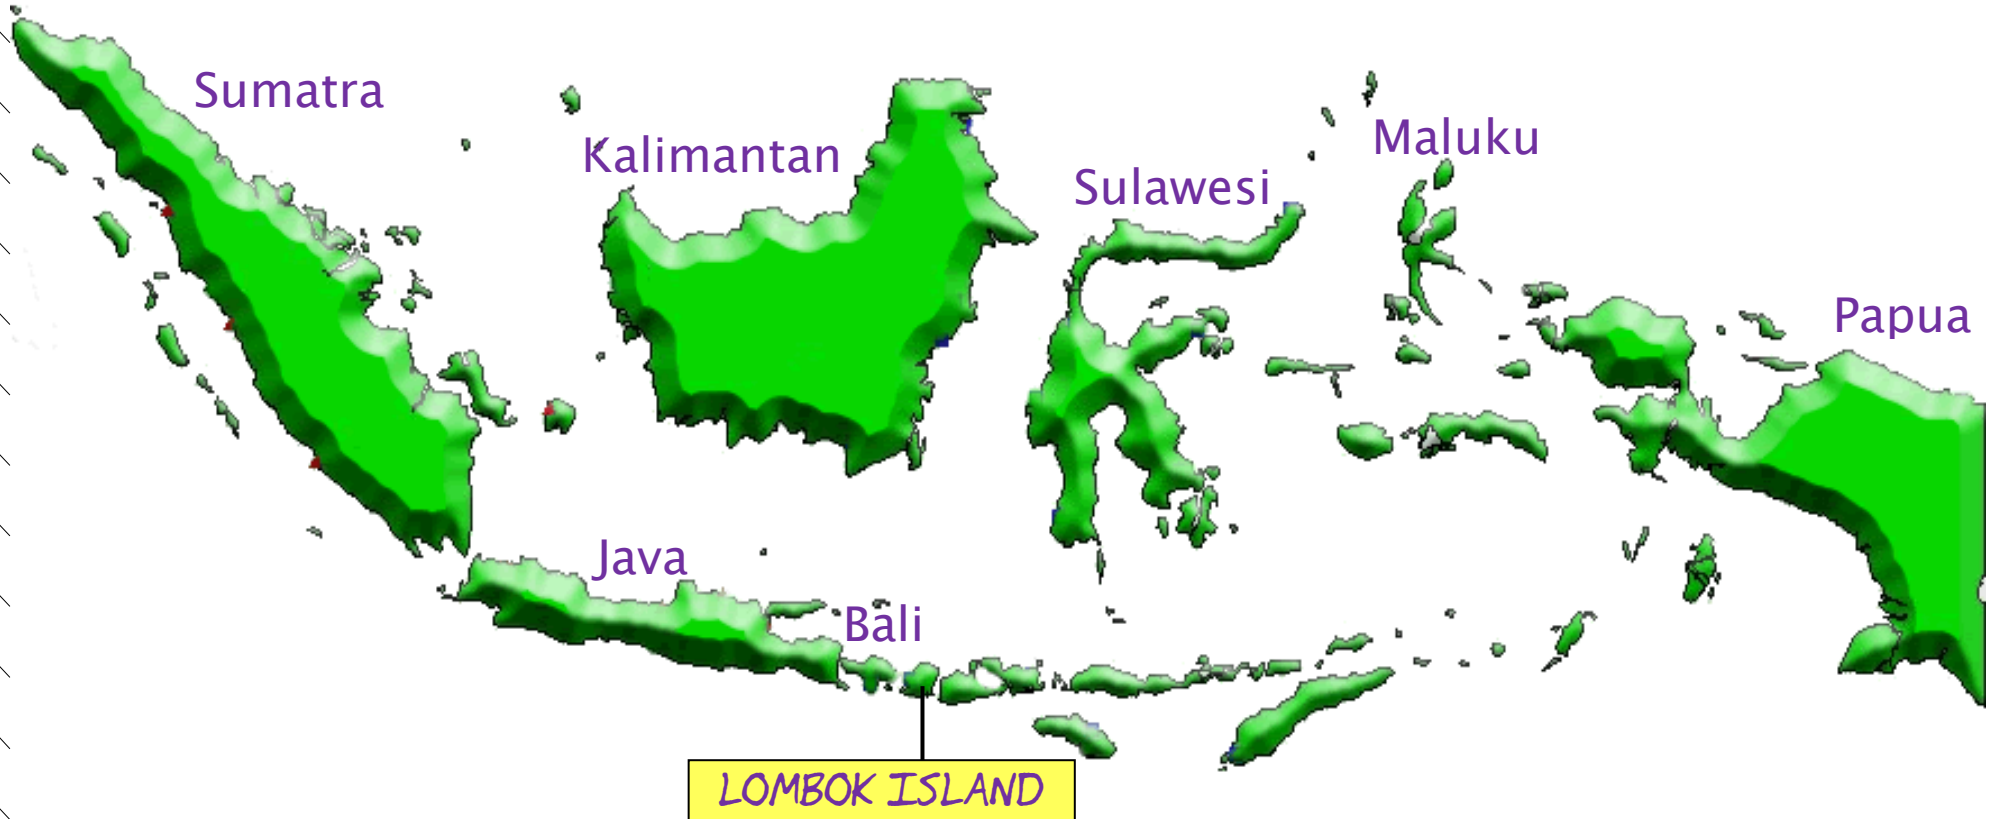 Sumatra
Kalimantan
Maluku
Sulawesi
Papua
Java
Bali
LOMBOK ISLAND